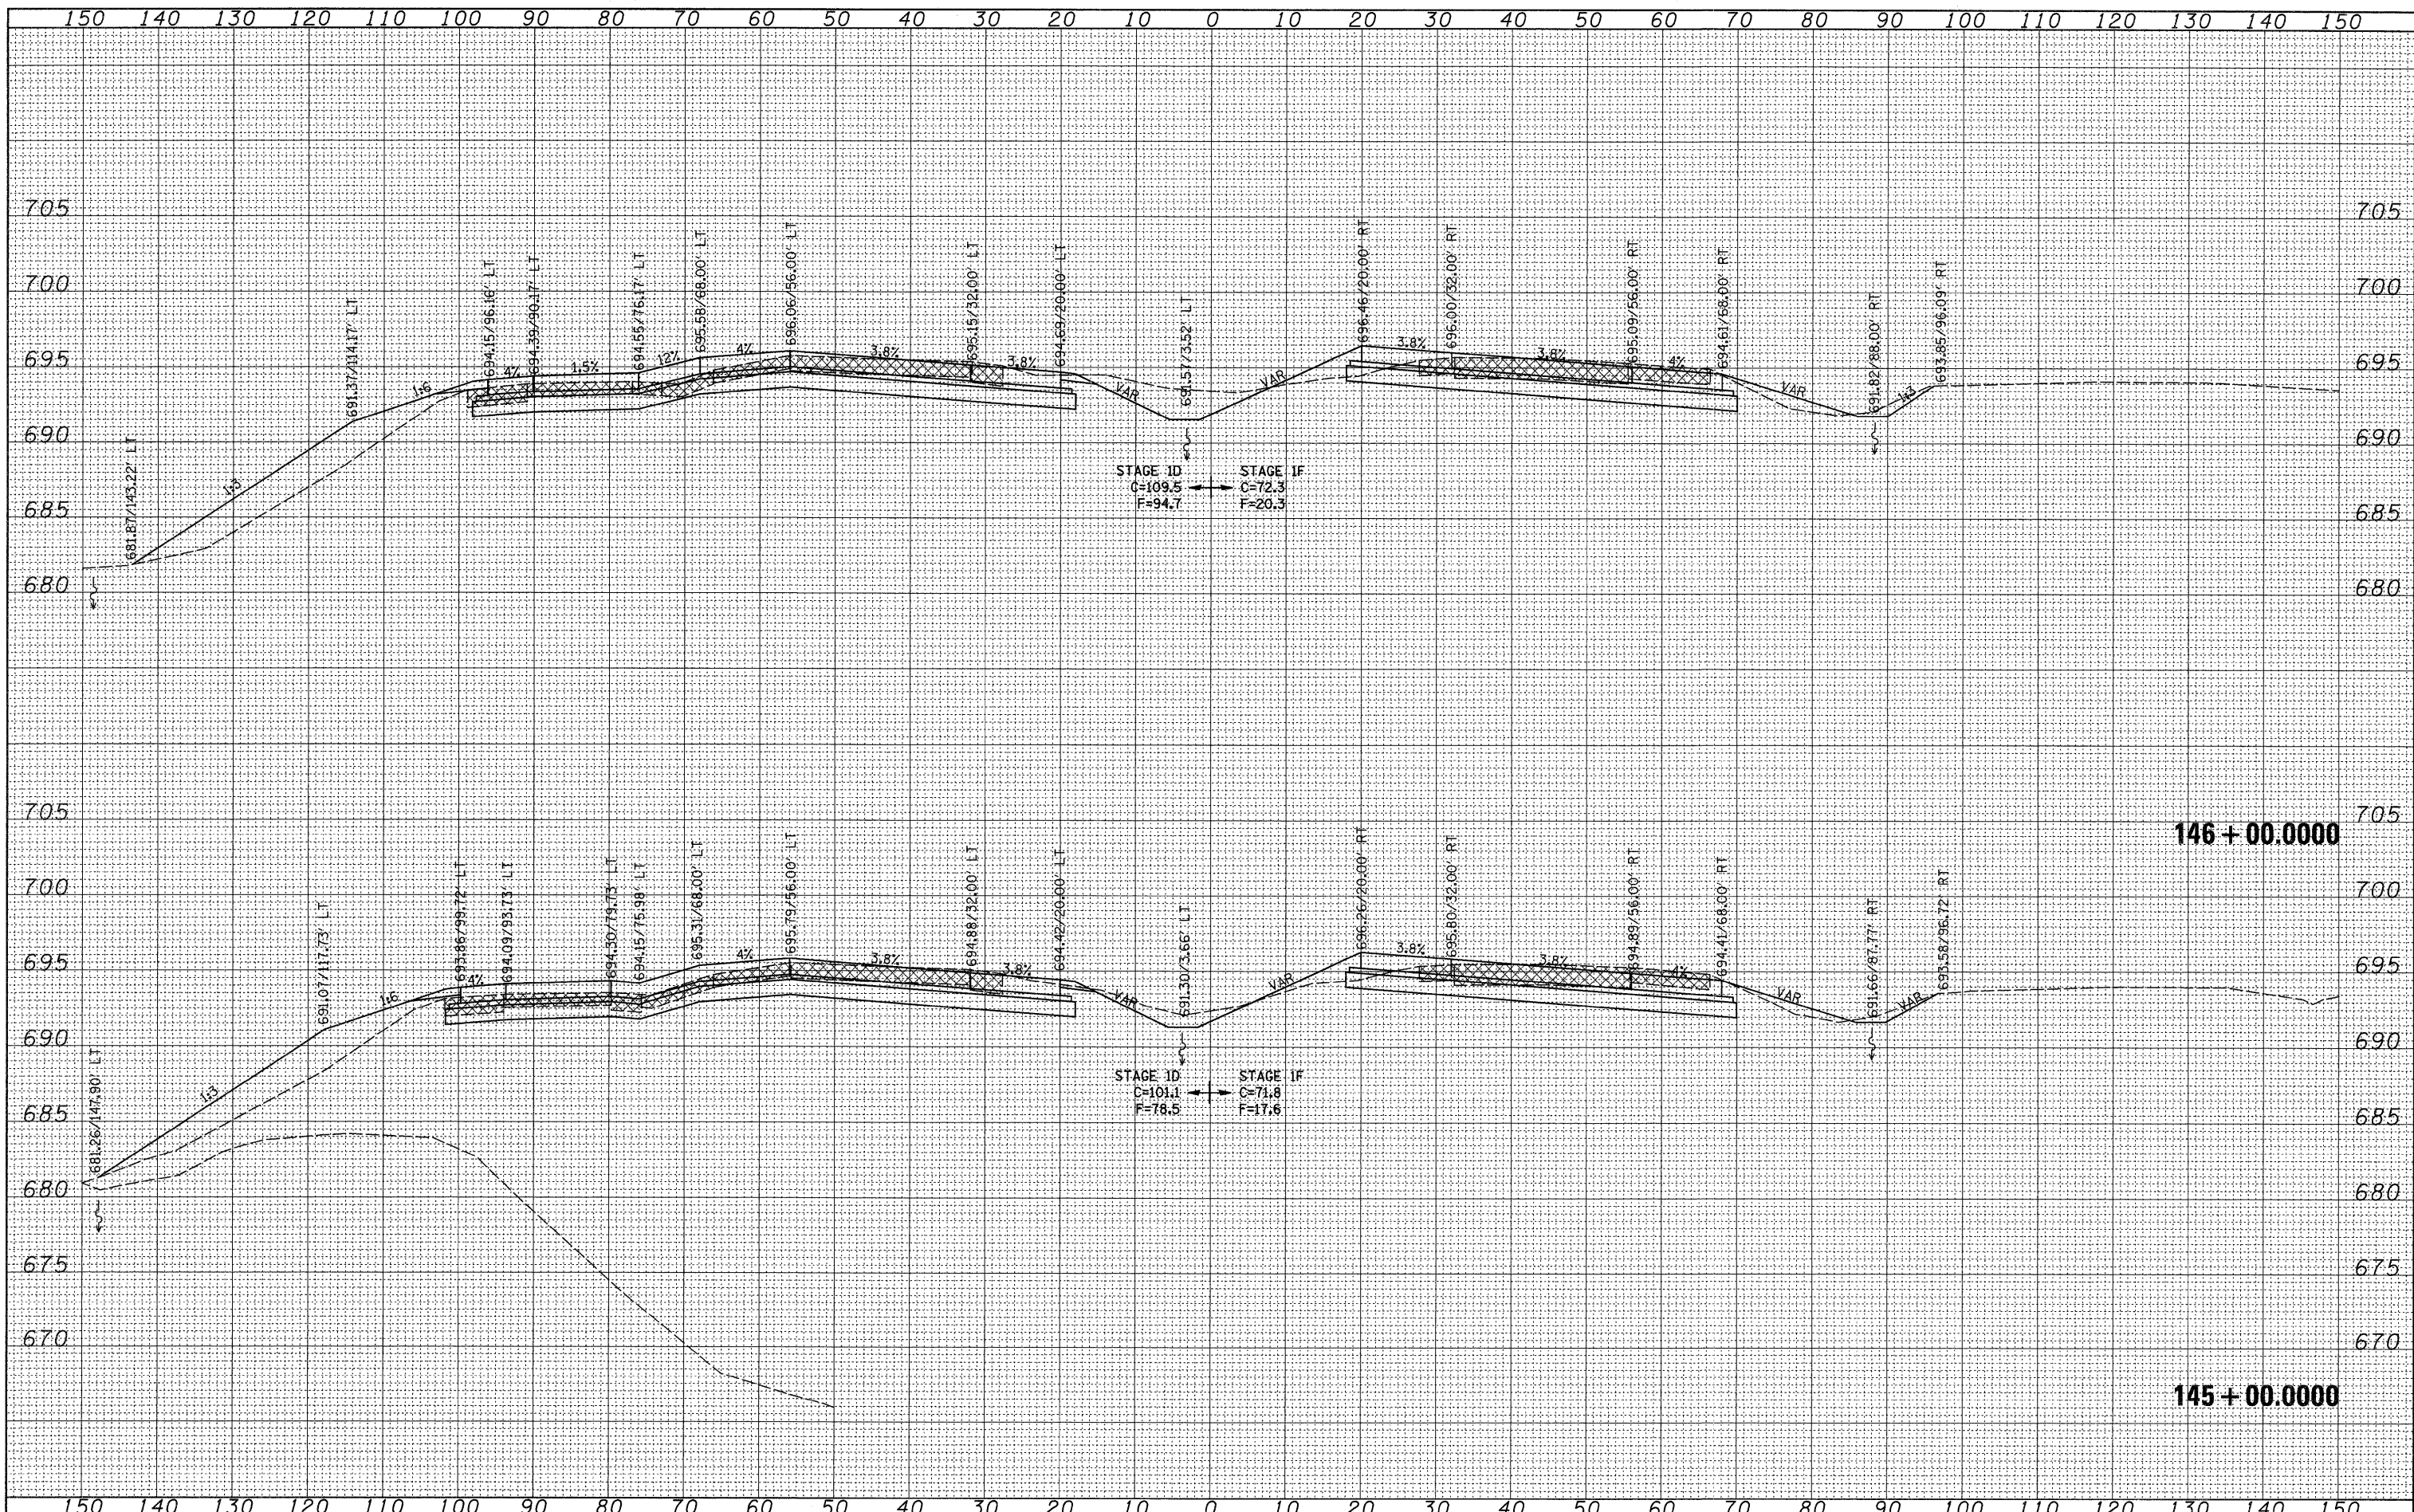 150 140 130 120 110 100 90 80 70 60 50 40 30 20 10 0 10 20 30 40 50 60 70 80 90 100 110 120 130 140 150
705 705
700 700
695 695
690 690
685 685
680 680
681.87/143.22' LT
691.37/114.17' LT
694.15/96.16' LT
694.39/90.17' LT
694.55/76.17' LT
695.58/68.00' LT
696.06/56.00' LT
695.15/32.00' LT
694.69/20.00' LT
691.57/3.52' LT
696.46/20.00' RT
696.00/32.00' RT
695.09/56.00' RT
694.61/68.00' RT
691.82/88.00' RT
693.85/96.09' RT
1:3 1:6 4% 1.5% 12% 4% 3.8% 3.8% VAR VAR 3.8% 3.8% 4% VAR 1:3
STAGE 1D STAGE 1F
C=109.5 C=72.3
F=94.7 F=20.3
146+00.0000
705 705
700 700
695 695
690 690
685 685
680 680
675 675
670 670
681.26/147.90' LT
691.07/117.73' LT
693.86/99.72' LT
694.09/93.73' LT
694.30/79.73' LT
694.15/75.98' LT
695.31/68.00' LT
695.79/56.00' LT
694.88/32.00' LT
694.42/20.00' LT
691.30/3.66' LT
696.26/20.00' RT
695.80/32.00' RT
694.89/56.00' RT
694.41/68.00' RT
691.66/87.77' RT
693.58/96.72' RT
1:3 1:6 4% 4% 3.8% 3.8% VAR VAR 3.8% 3.8% 4% VAR VAR
STAGE 1D STAGE 1F
C=101.1 C=71.8
F=78.5 F=17.6
145+00.0000
150 140 130 120 110 100 90 80 70 60 50 40 30 20 10 0 10 20 30 40 50 60 70 80 90 100 110 120 130 140 150